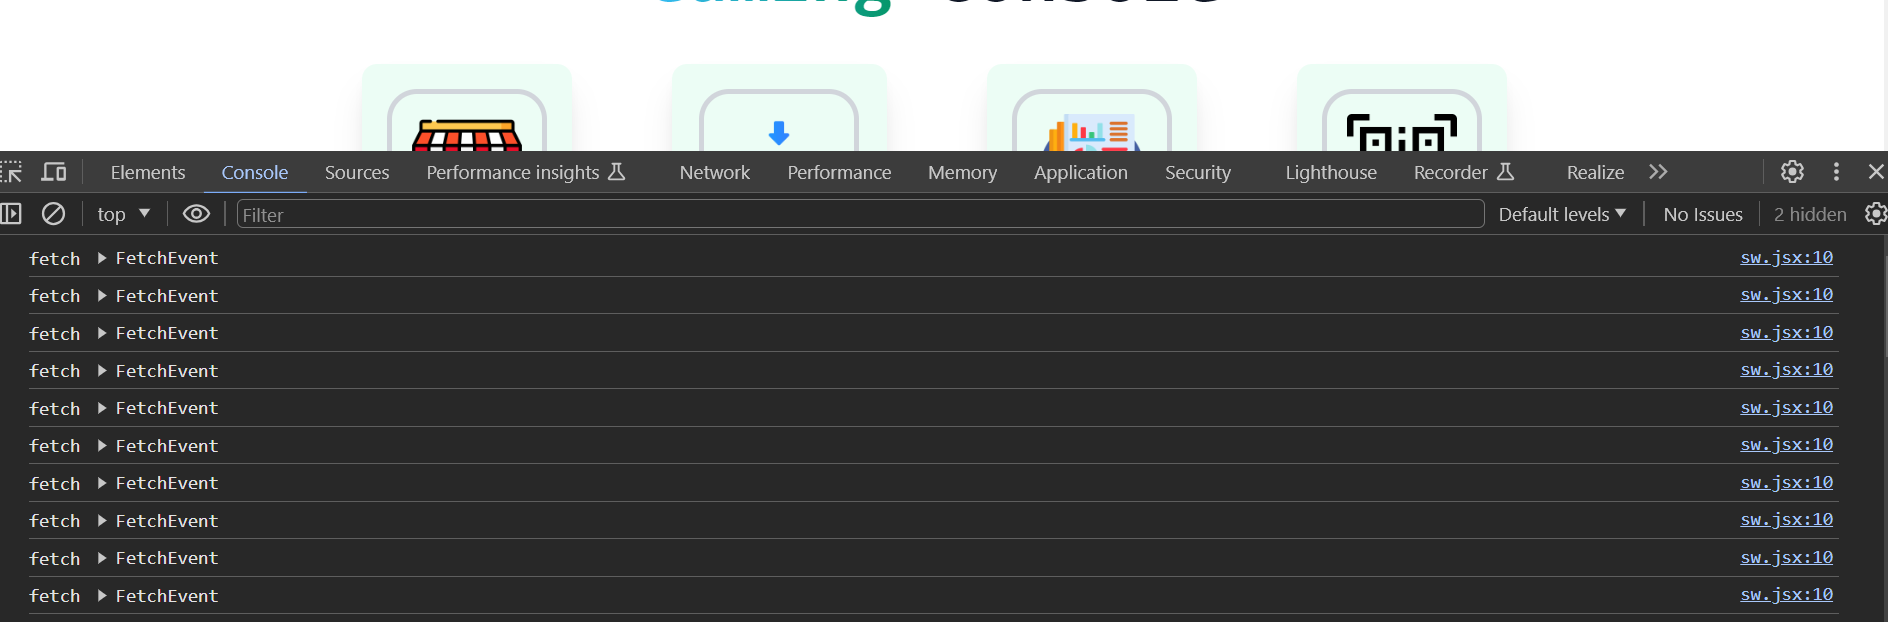 Elements Console Sources Performance insights Network Performance Memory Application Security Lighthouse Recorder Realize
top Filter Default levels No Issues 2 hidden
fetch FetchEvent sw.jsx:10
fetch FetchEvent sw.jsx:10
fetch FetchEvent sw.jsx:10
fetch FetchEvent sw.jsx:10
fetch FetchEvent sw.jsx:10
fetch FetchEvent sw.jsx:10
fetch FetchEvent sw.jsx:10
fetch FetchEvent sw.jsx:10
fetch FetchEvent sw.jsx:10
fetch FetchEvent sw.jsx:10